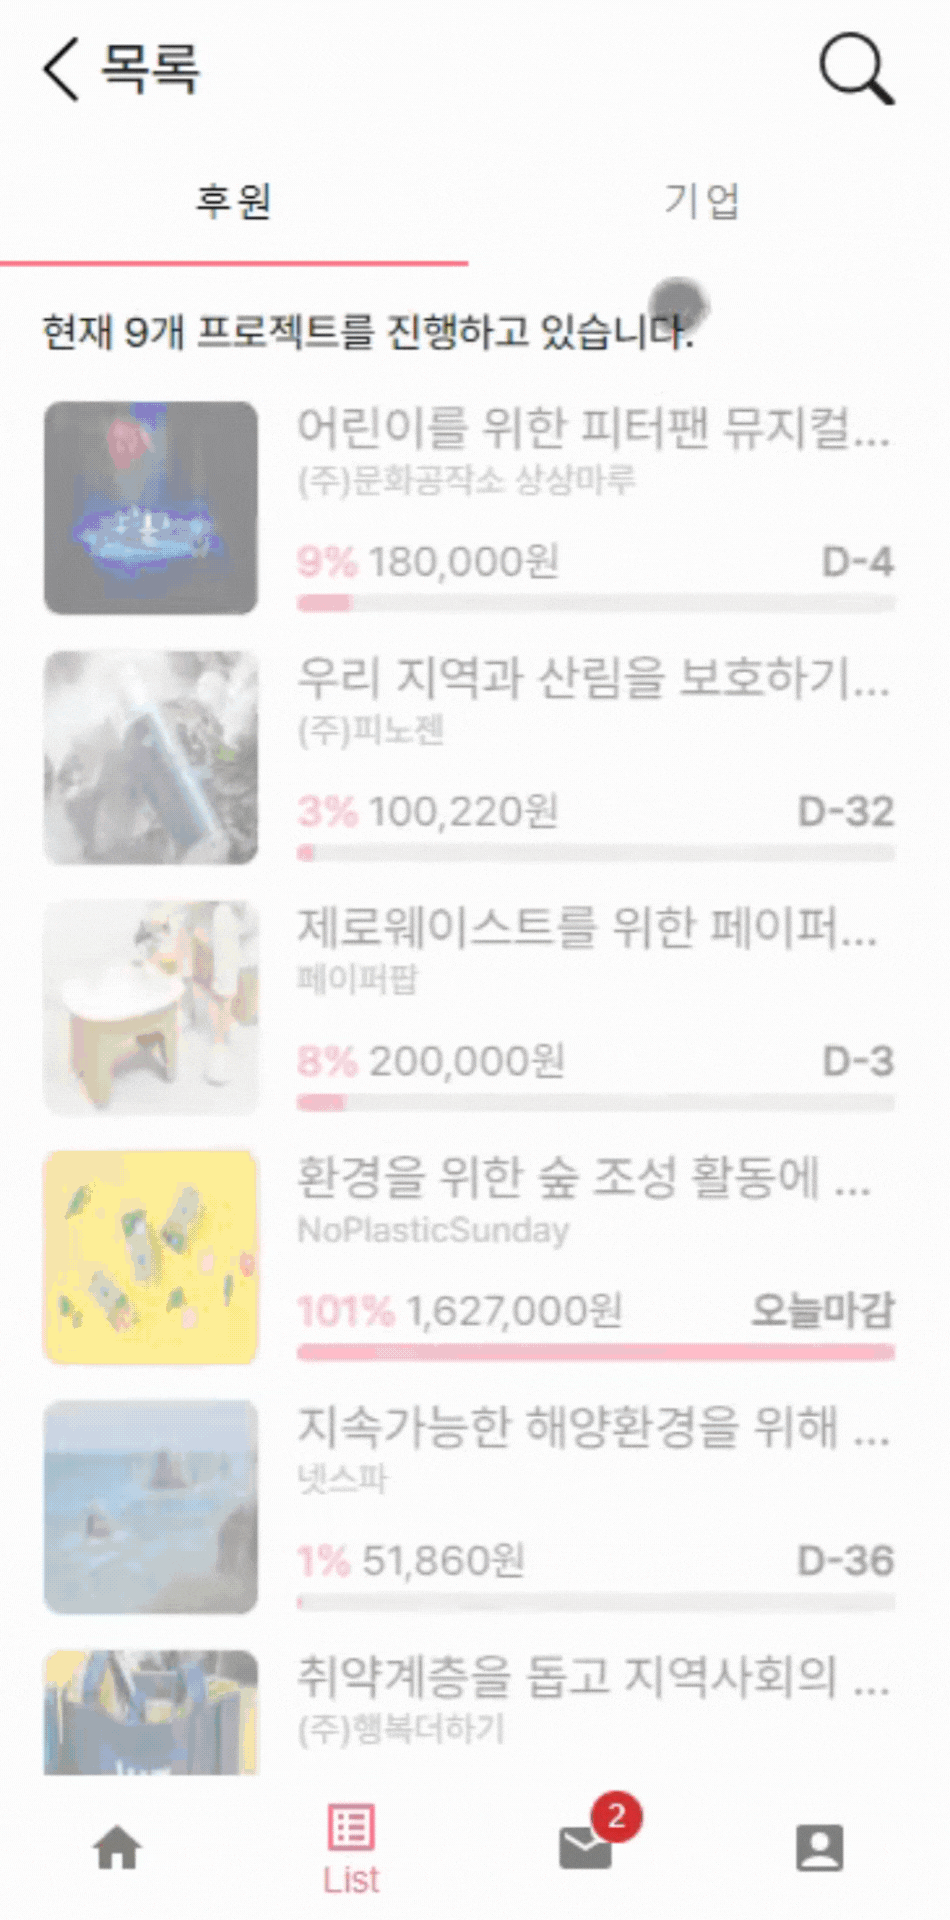 목록
후원
기업
현재 9개 프로젝트를 진행하고 있습니다.
어린이를 위한 피터팬 뮤지컬...
(주)문화공작소 상상마루
9% 180,000원 D-4
우리 지역과 산림을 보호하기...
(주)피노젠
3% 100,220원 D-32
제로웨이스트를 위한 페이퍼...
페이퍼팝
8% 200,000원 D-3
환경을 위한 숲 조성 활동에 ...
NoPlasticSunday
101% 1,627,000원 오늘마감
지속가능한 해양환경을 위해 ...
넷스파
1% 51,860원 D-36
취약계층을 돕고 지역사회의 ...
(주)행복더하기
2
List